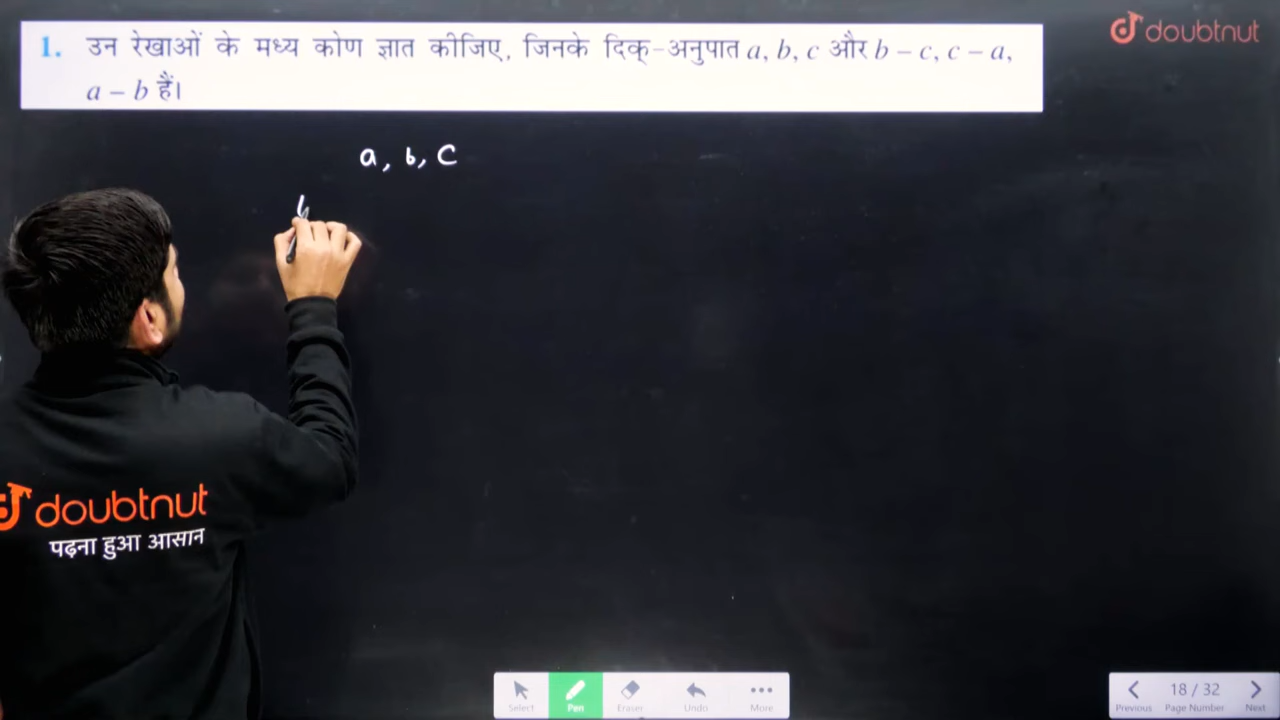 doubtnut
1. उन रेखाओं के मध्य कोण ज्ञात कीजिए, जिनके दिक्-अनुपात a, b, c और b – c, c – a,
a – b हैं।
a, b, c
doubtnut
पढ़ना हुआ आसान
Select Pen Eraser Undo More
18 / 32
Previous Page Number Next